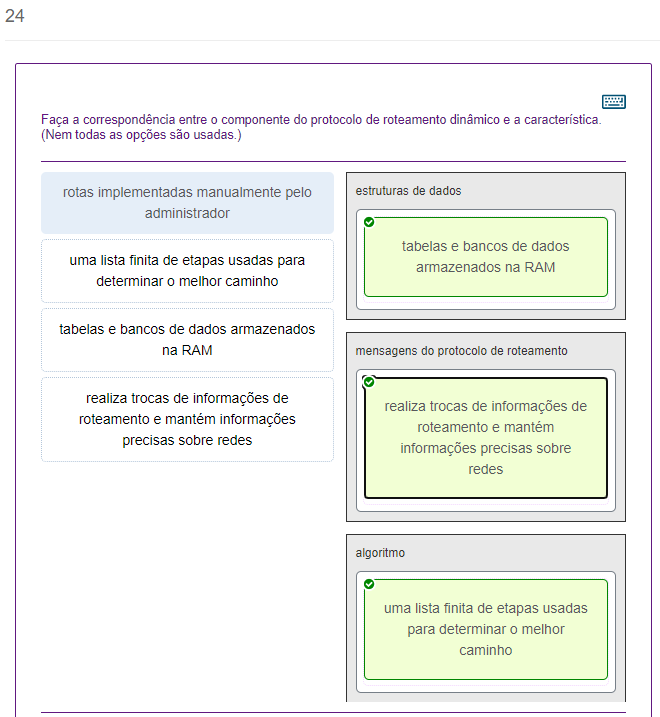 24
Faça a correspondência entre o componente do protocolo de roteamento dinâmico e a característica.
(Nem todas as opções são usadas.)
rotas implementadas manualmente pelo
administrador
uma lista finita de etapas usadas para
determinar o melhor caminho
tabelas e bancos de dados armazenados
na RAM
realiza trocas de informações de
roteamento e mantém informações
precisas sobre redes
estruturas de dados
tabelas e bancos de dados
armazenados na RAM
mensagens do protocolo de roteamento
realiza trocas de informações de
roteamento e mantém
informações precisas sobre
redes
algoritmo
uma lista finita de etapas usadas
para determinar o melhor
caminho